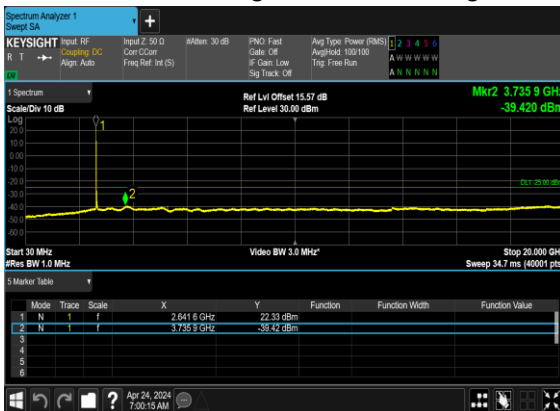 Spectrum Analyzer 1
Swept SA
KEYSIGHT
R T
Input: RF
Coupling: DC
Align: Auto
Input Z: 50 Ω
Corr CCorr
Freq Ref: Int (S)
#Atten: 30 dB
PNO: Fast
Gate: Off
IF Gain: Low
Sig Track: Off
Avg Type: Power (RMS)
Avg|Hold: 100/100
Trig: Free Run
1 2 3 4 5 6
A W W W W W
A N N N N N
1 Spectrum
Scale/Div 10 dB
Ref Lvl Offset 15.57 dB
Ref Level 30.00 dBm
Mkr2 3.735 9 GHz
-39.420 dBm
Log
20.0
10.0
0.00
-10.0
-20.0
-30.0
-40.0
-50.0
-60.0
1
2
DL1 -25.00 dBm
Start 30 MHz
#Res BW 1.0 MHz
Video BW 3.0 MHz*
Stop 20.000 GHz
Sweep 34.7 ms (40001 pts)
5 Marker Table
Mode Trace Scale X Y Function Function Width Function Value
1 N 1 f 2.641 6 GHz 22.33 dBm
2 N 1 f 3.735 9 GHz -39.42 dBm
3
4
5
6
?
Apr 24, 2024
7:00:15 AM